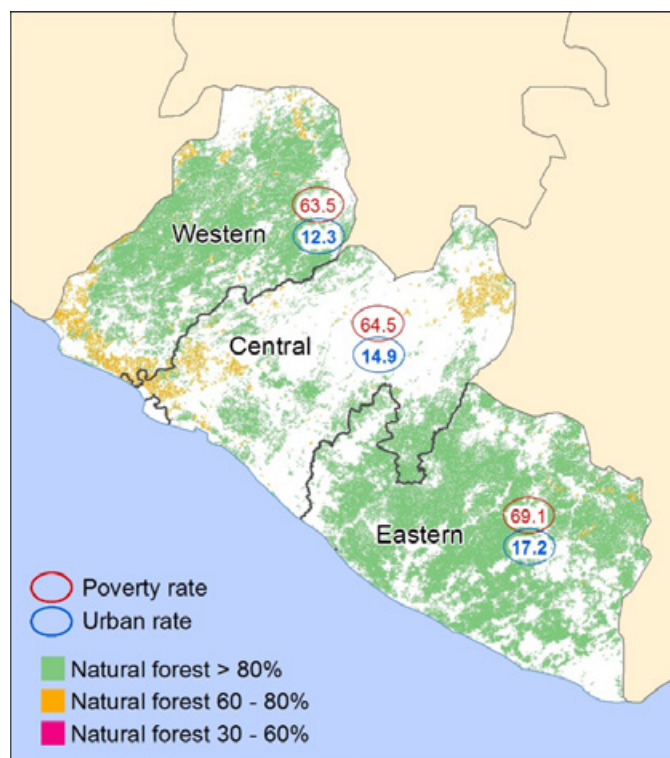 63.5
Western
12.3
64.5
Central
14.9
69.1
Eastern
17.2
Poverty rate
Urban rate
Natural forest > 80%
Natural forest 60 - 80%
Natural forest 30 - 60%